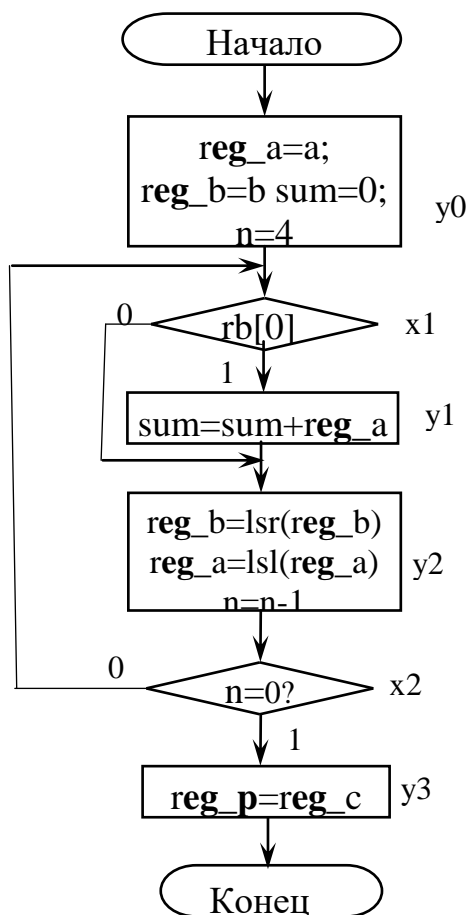 Начало
reg_a=a;
reg_b=b sum=0;
n=4
y0
0
rb[0]
x1
1
sum=sum+reg_a
y1
reg_b=lsr(reg_b)
reg_a=lsl(reg_a)
n=n-1
y2
0
n=0?
x2
1
reg_p=reg_c
y3
Конец